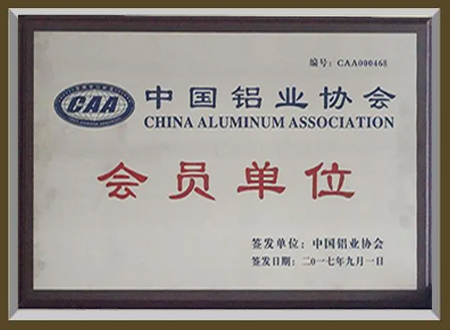 编号：CAA000468
CAA
中国铝业协会
CHINA ALUMINUM ASSOCIATION
会员单位
签发单位：中国铝业协会
签发日期：二0一七年九月一日